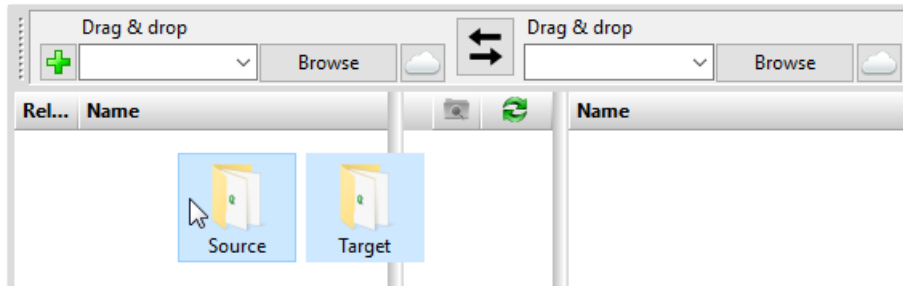 Drag & drop
Drag & drop
Browse
Browse
Rel... Name
Name
Source
Target